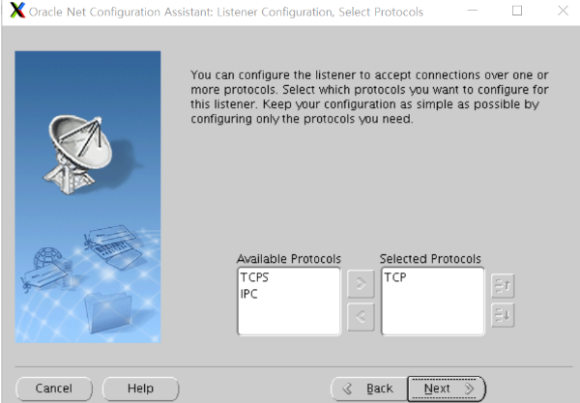 Oracle Net Configuration Assistant: Listener Configuration, Select Protocols
You can configure the listener to accept connections over one or
more protocols. Select which protocols you want to configure for
this listener. Keep your configuration as simple as possible by
configuring only the protocols you need.
Available Protocols
TCPS
IPC
Selected Protocols
TCP
Cancel
Help
Back
Next